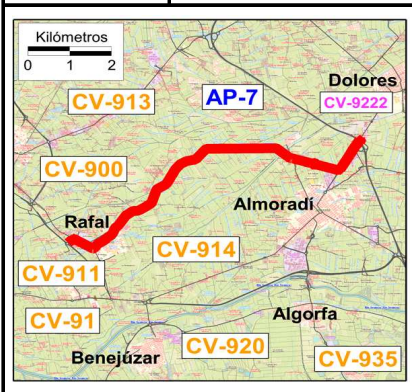 Kilómetros
0 1 2
Dolores
CV-913
AP-7
CV-9222
CV-900
Rafal
Almoradí
CV-914
CV-911
CV-91
Algorfa
Benejúzar
CV-920
CV-935